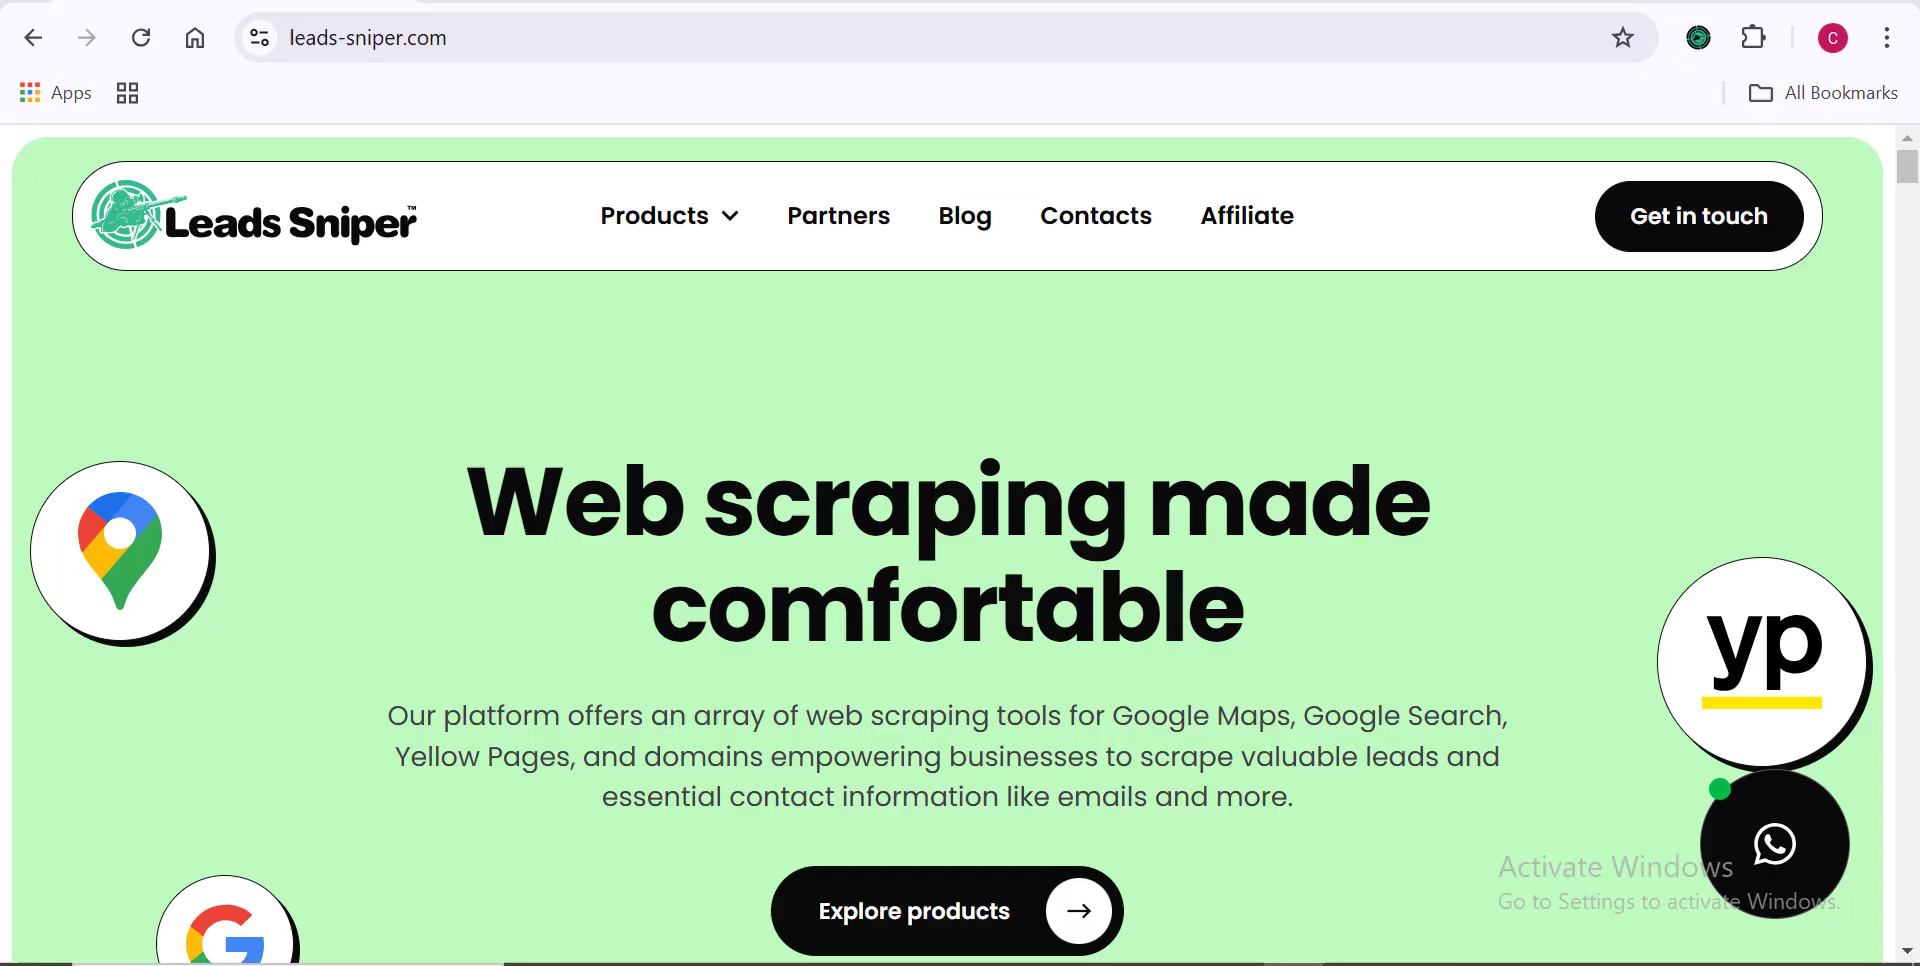 leads-sniper.com
C
Apps
All Bookmarks
Leads Sniper™
Products
Partners
Blog
Contacts
Affiliate
Get in touch
Web scraping made
comfortable
Our platform offers an array of web scraping tools for Google Maps, Google Search,
Yellow Pages, and domains empowering businesses to scrape valuable leads and
essential contact information like emails and more.
yp
Explore products
G
Activate Windows
Go to Settings to activate Windows.